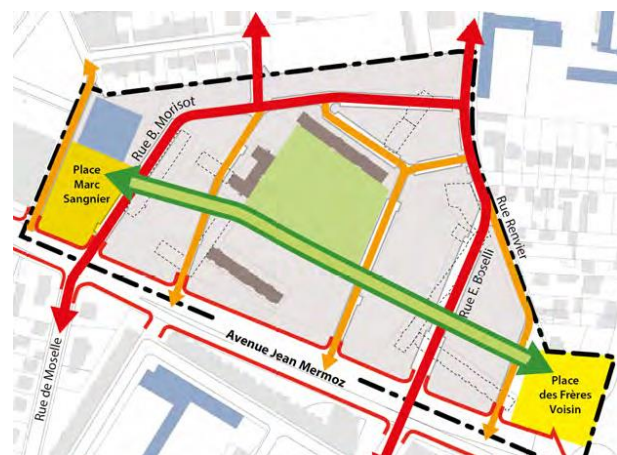 Rue B. Morisot
Place
Marc
Sangnier
Rue Renvier
Rue E. Boselli
Avenue Jean Mermoz
Rue de Moselle
Place
des Frères
Voisin